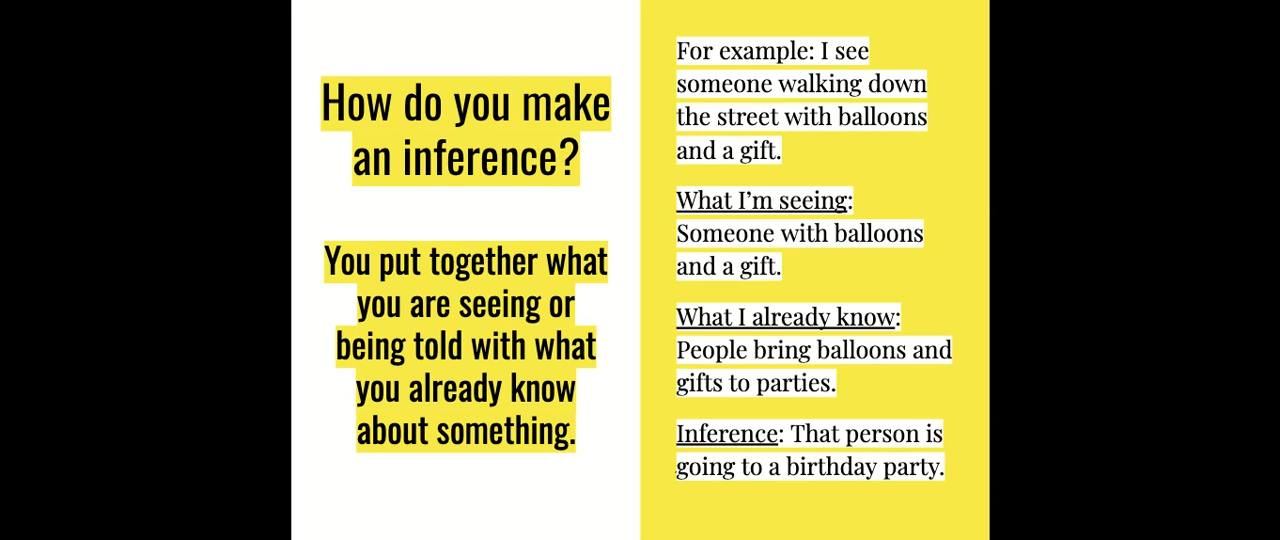 How do you make
an inference?
You put together what
you are seeing or
being told with what
you already know
about something.
For example: I see
someone walking down
the street with balloons
and a gift.
What I’m seeing:
Someone with balloons
and a gift.
What I already know:
People bring balloons and
gifts to parties.
Inference: That person is
going to a birthday party.